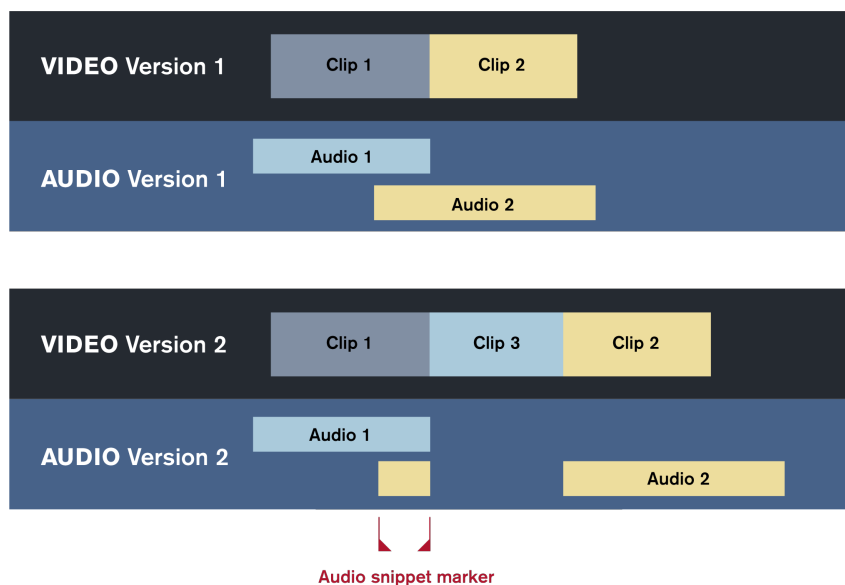 VIDEO Version 1
Clip 1
Clip 2
AUDIO Version 1
Audio 1
Audio 2
VIDEO Version 2
Clip 1
Clip 3
Clip 2
AUDIO Version 2
Audio 1
Audio 2
Audio snippet marker